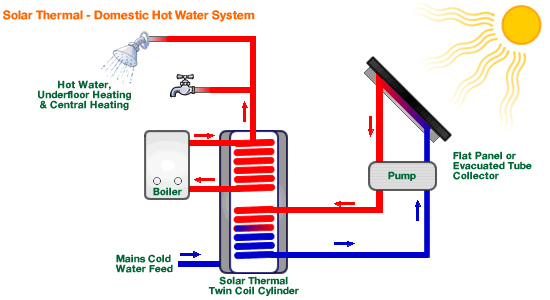 Solar Thermal - Domestic Hot Water System
Hot Water,
Underfloor Heating
& Central Heating
Boiler
Flat Panel or
Evacuated Tube
Collector
Pump
Mains Cold
Water Feed
Solar Thermal
Twin Coil Cylinder